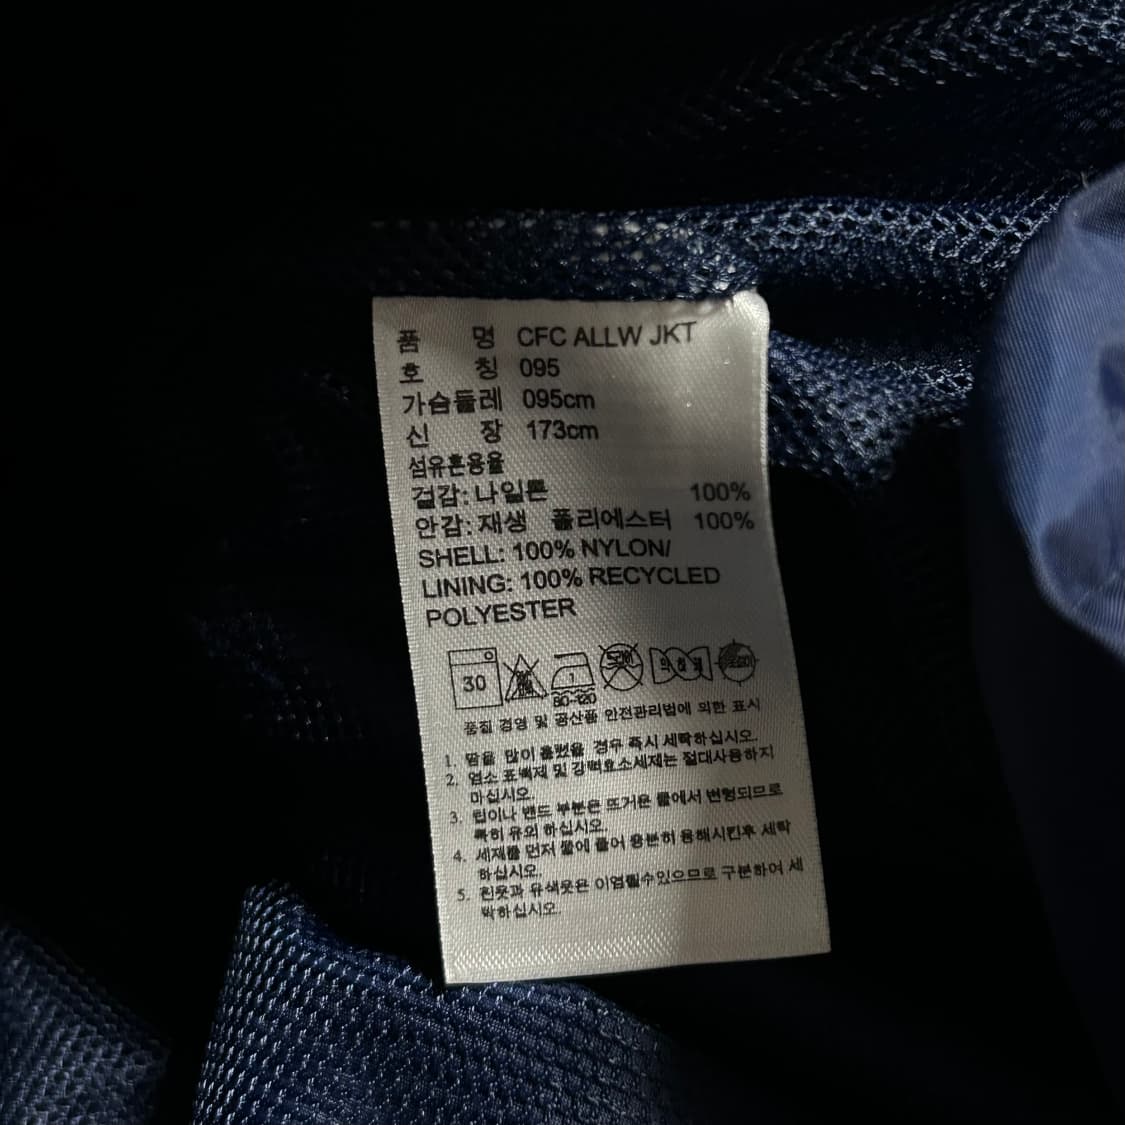 품 명 CFC ALLW JKT
호 칭 095
가슴둘레 095cm
신 장 173cm
섬유혼용율
겉감: 나일론 100%
안감: 재생 폴리에스터 100%
SHELL: 100% NYLON/
LINING: 100% RECYCLED
POLYESTER
30 1 80~120
품질 경영 및 공산품 안전관리법에 의한 표시
1. 땀을 많이 흘렸을 경우 즉시 세탁하십시오.
2. 염소 표백제 및 강력효소세제는 절대사용하지
마십시오.
3. 립이나 밴드 부분은 뜨거운 물에서 변형되므로
특히 유의 하십시오.
4. 세제를 먼저 물에 풀어 충분히 용해시킨후 세탁
하십시오.
5. 흰옷과 유색옷은 이염될수있으므로 구분하여 세
탁하십시오.